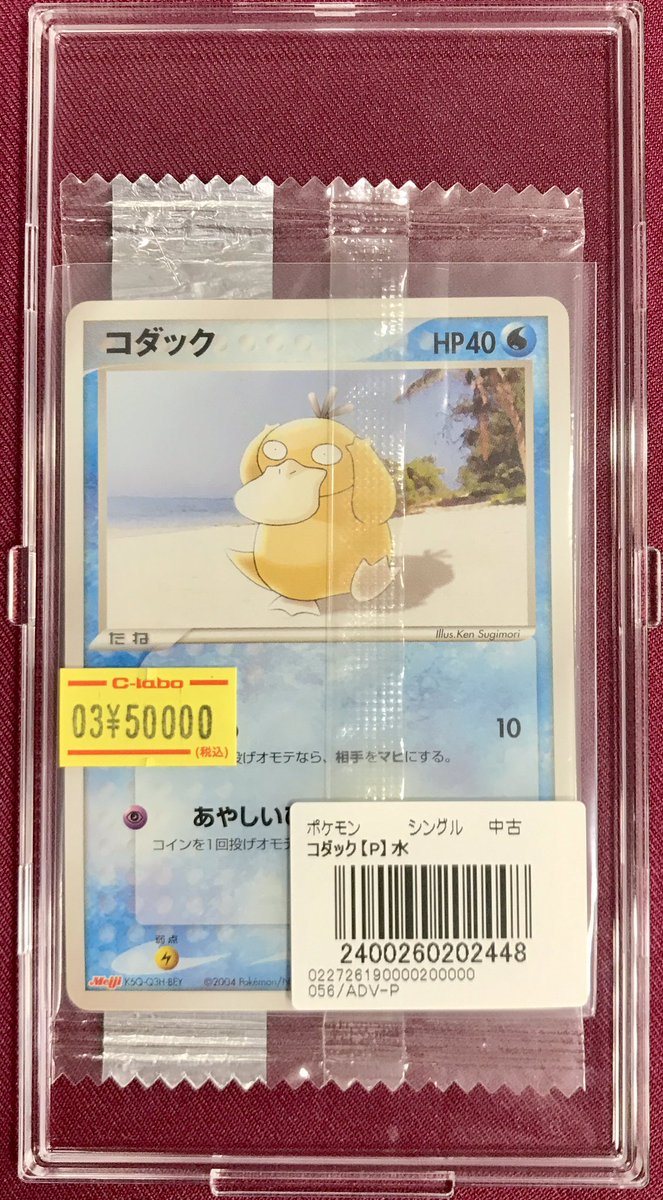 コダック
HP40
たね
Illus.Ken Sugimori
C-labo
03¥50000
(税込)
10
投げオモテなら、相手をマヒにする。
あやしい
コインを1回投げオモテ
弱点
Meiji K5Q-Q3H-BEY ©2004 Pokémon/N
ポケモン シングル 中古
コダック【P】水
2400260202448
022726190000200000
056/ADV-P